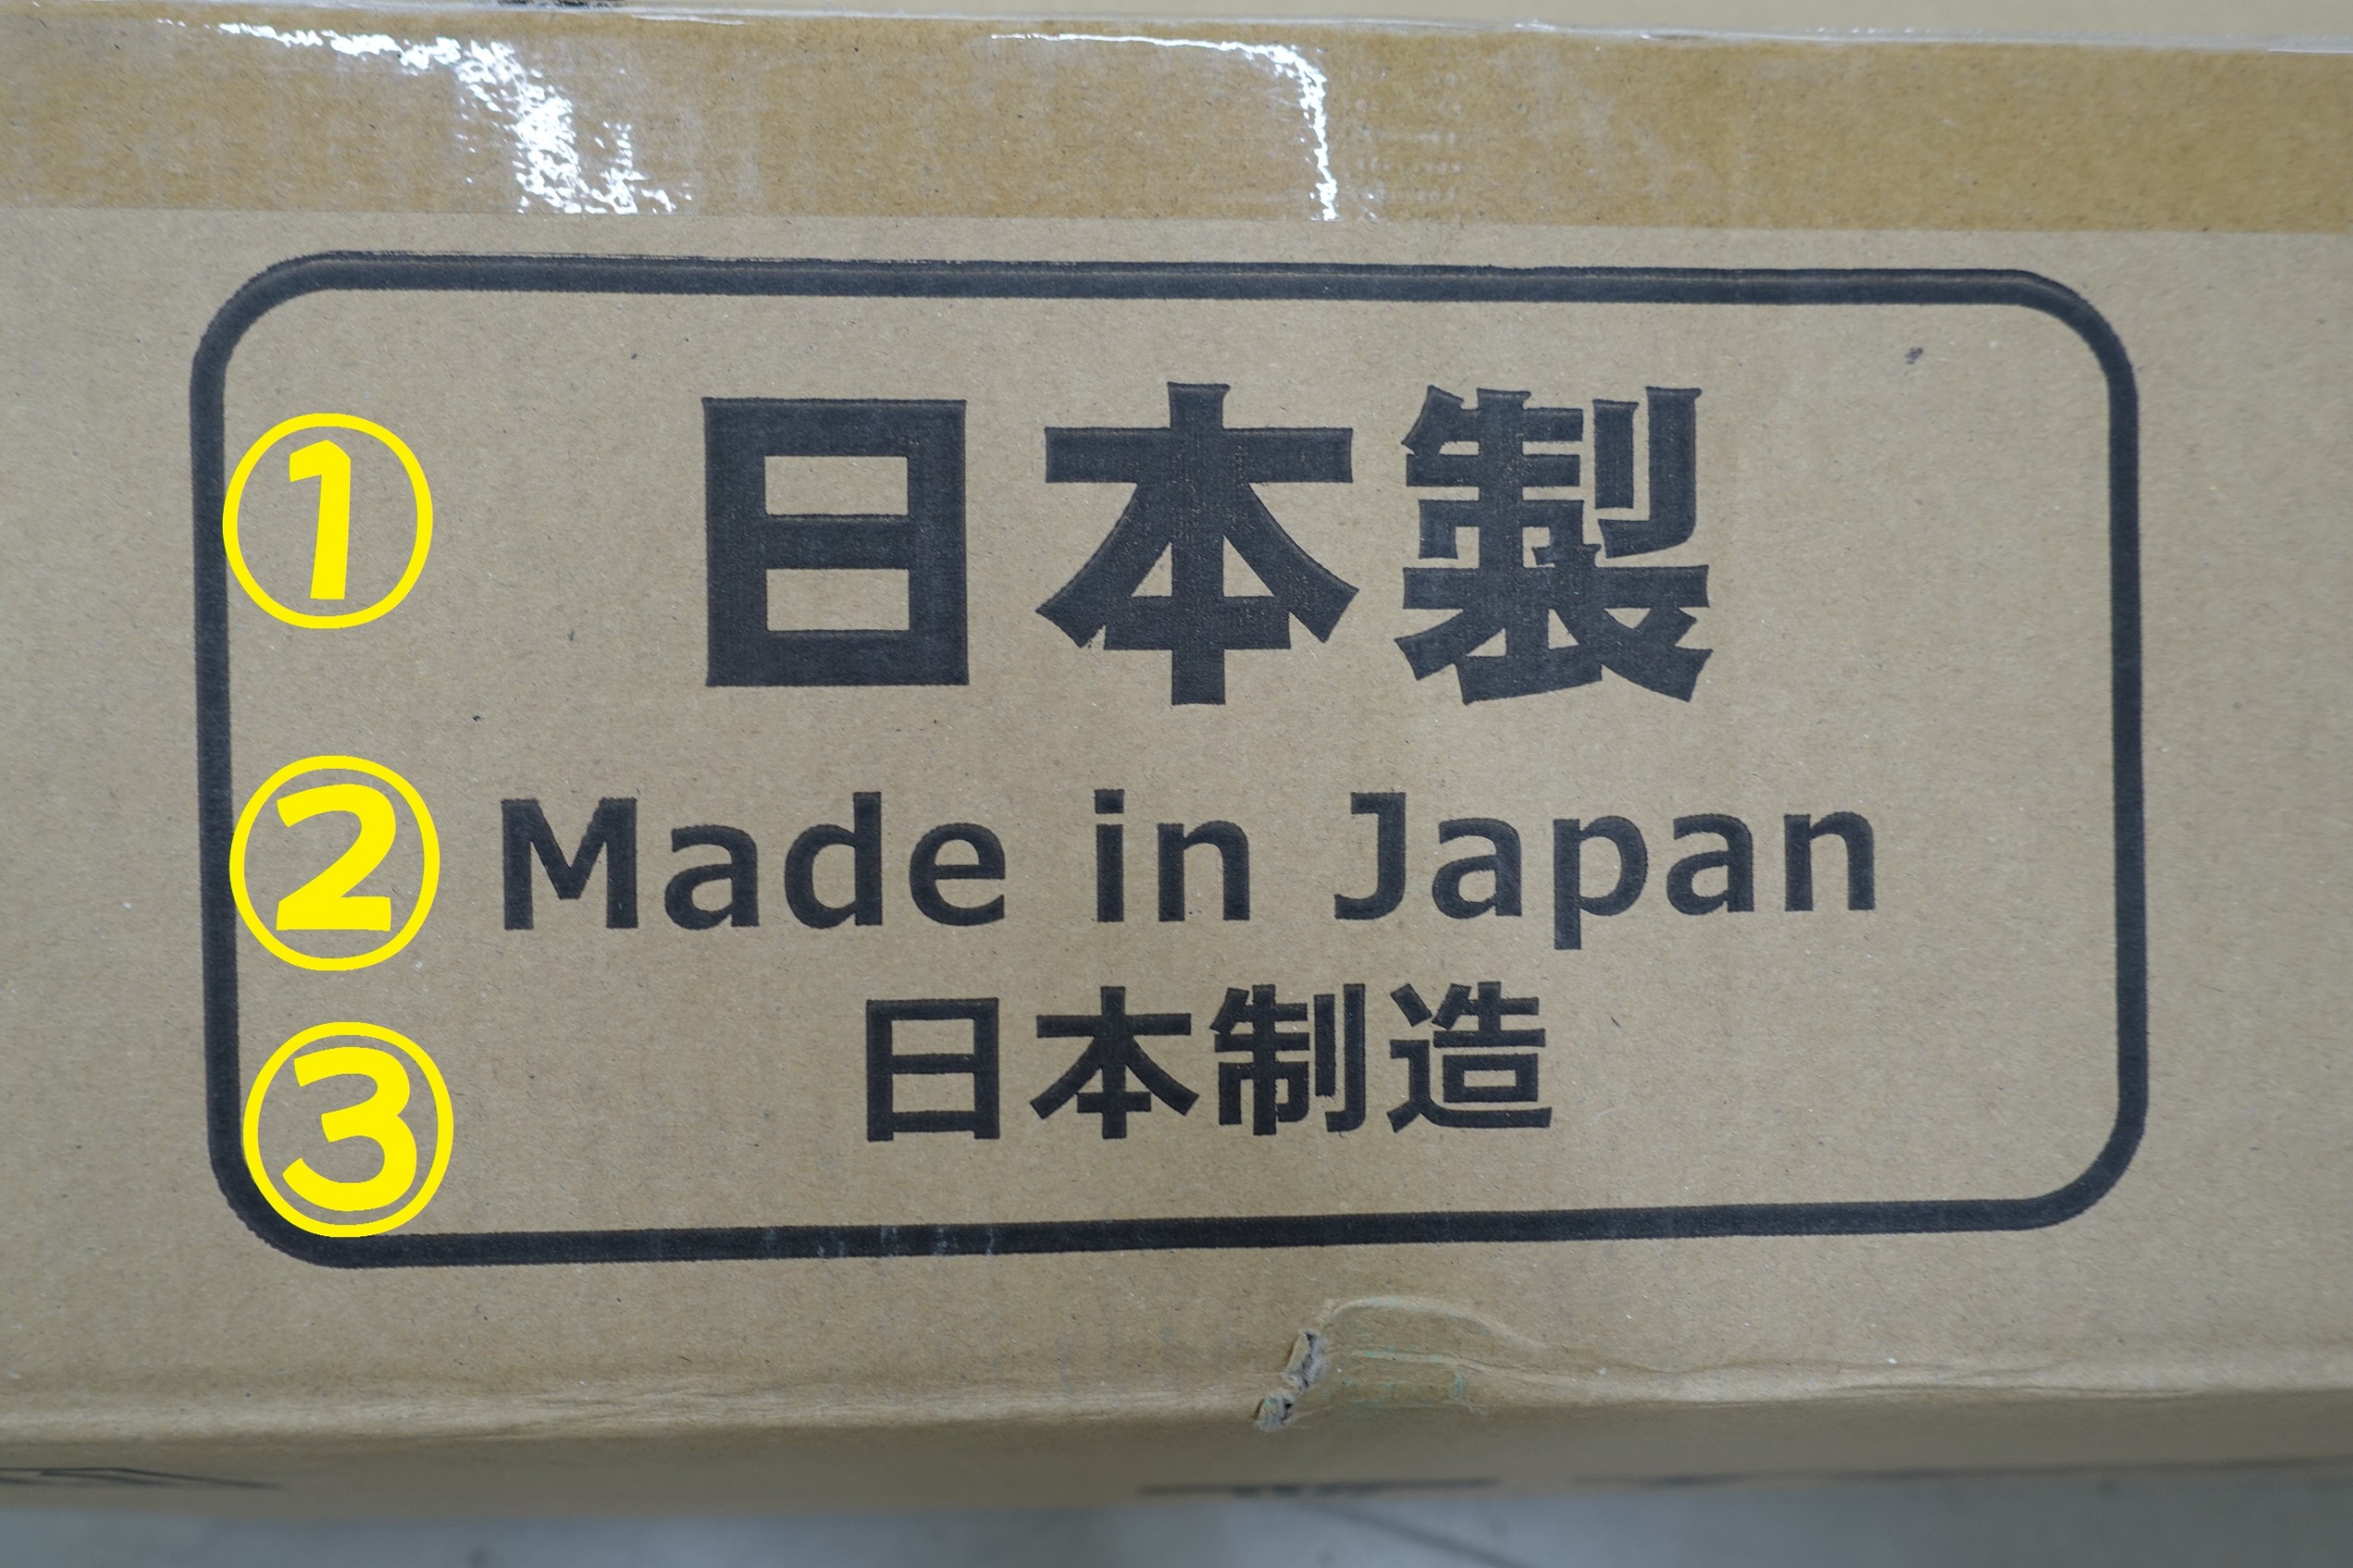 ① 日本製
② Made in Japan
③ 日本制造